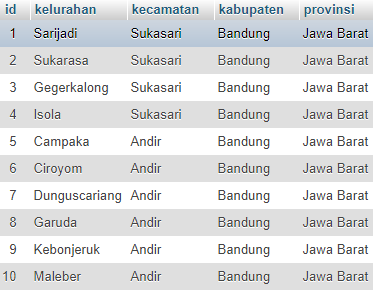 id kelurahan kecamatan kabupaten provinsi
1 Sarijadi Sukasari Bandung Jawa Barat
2 Sukarasa Sukasari Bandung Jawa Barat
3 Gegerkalong Sukasari Bandung Jawa Barat
4 Isola Sukasari Bandung Jawa Barat
5 Campaka Andir Bandung Jawa Barat
6 Ciroyom Andir Bandung Jawa Barat
7 Dunguscariang Andir Bandung Jawa Barat
8 Garuda Andir Bandung Jawa Barat
9 Kebonjeruk Andir Bandung Jawa Barat
10 Maleber Andir Bandung Jawa Barat